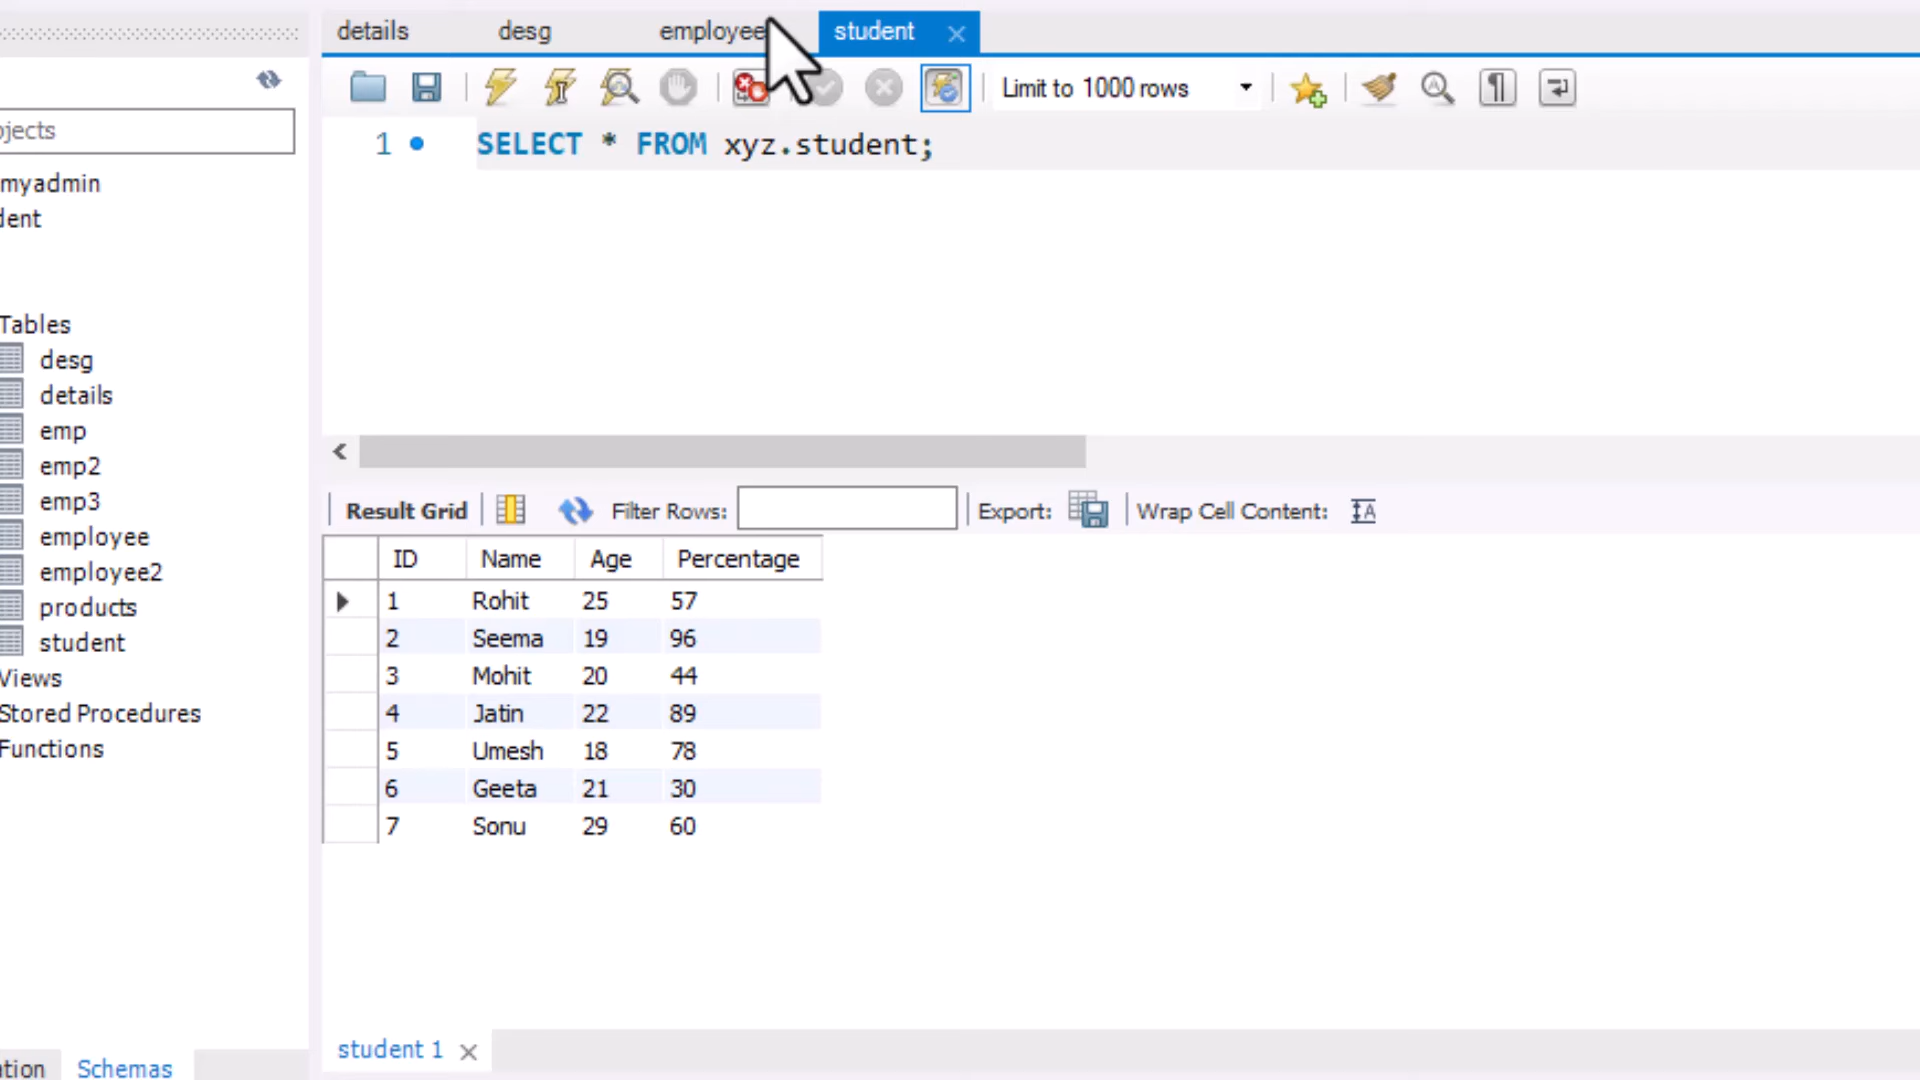 details desg employee student
Limit to 1000 rows
jects
1 SELECT * FROM xyz.student;
myadmin
dent
Tables
desg
details
emp
emp2
emp3
employee
employee2
products
student
Views
Stored Procedures
Functions
Result Grid Filter Rows: Export: Wrap Cell Content:
ID Name Age Percentage
1 Rohit 25 57
2 Seema 19 96
3 Mohit 20 44
4 Jatin 22 89
5 Umesh 18 78
6 Geeta 21 30
7 Sonu 29 60
student 1
ation Schemas